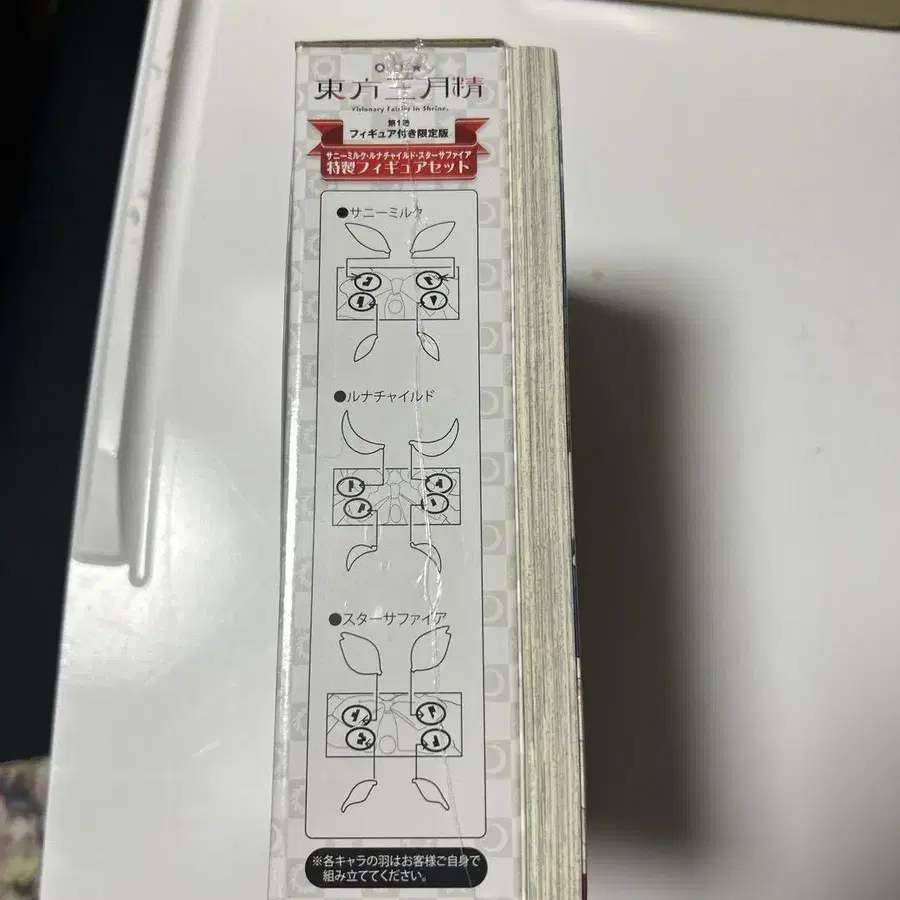 東方三月精
Visionary Fairies in Shrine.
第1巻
フィギュア付き限定版
サニーミルク・ルナチャイルド・スターサファイア
特製フィギュアセット
●サニーミルク
●ルナチャイルド
●スターサファイア
※各キャラの羽はお客様ご自身で
組み立ててください。